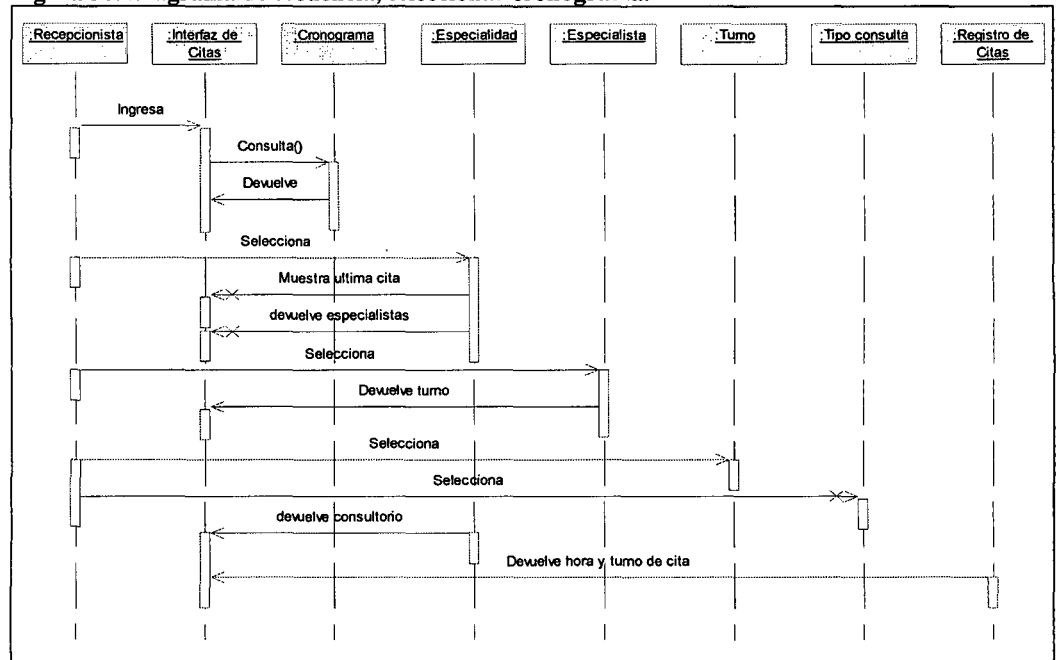 :Recepcionista
:Interfaz de
Citas
:Cronograma
:Especialidad
:Especialista
:Turno
:Tipo consulta
:Registro de
Citas
Ingresa
Consulta()
Devuelve
Selecciona
Muestra ultima cita
devuelve especialistas
Selecciona
Devuelve turno
Selecciona
Selecciona
devuelve consultorio
Devuelve hora y turno de cita